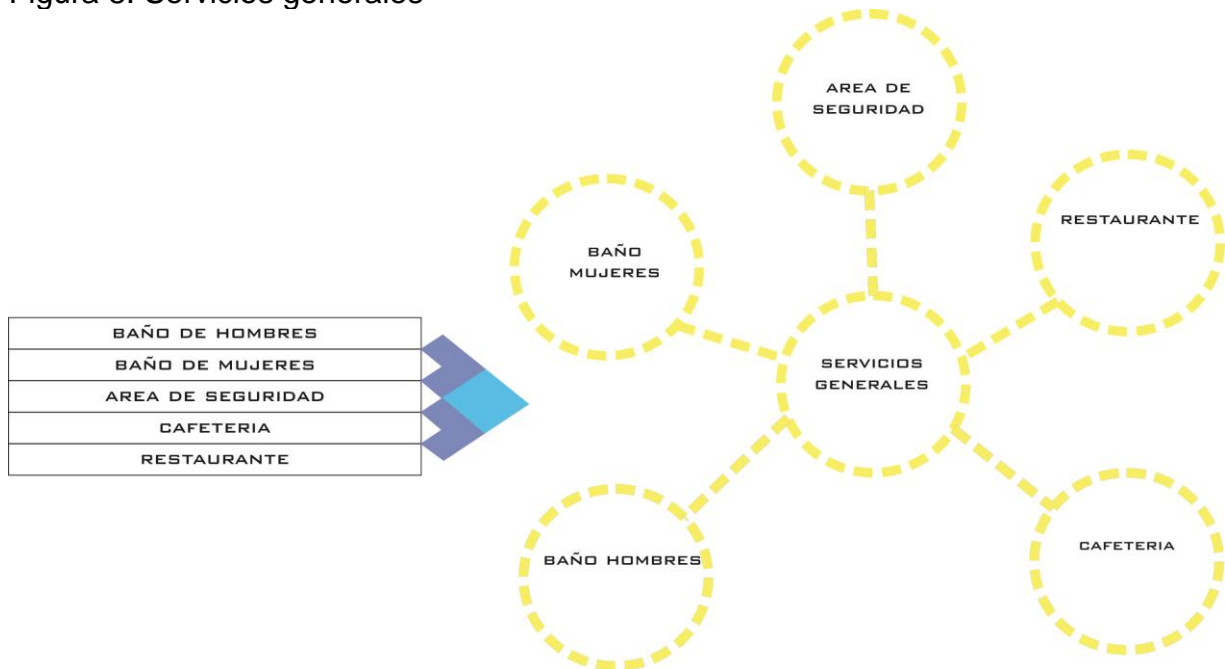 Figura Servicios generales
BAÑO DE HOMBRES
BAÑO DE MUJERES
AREA DE SEGURIDAD
CAFETERIA
RESTAURANTE
AREA DE
SEGURIDAD
BAÑO
MUJERES
RESTAURANTE
SERVICIOS
GENERALES
BAÑO HOMBRES
CAFETERIA